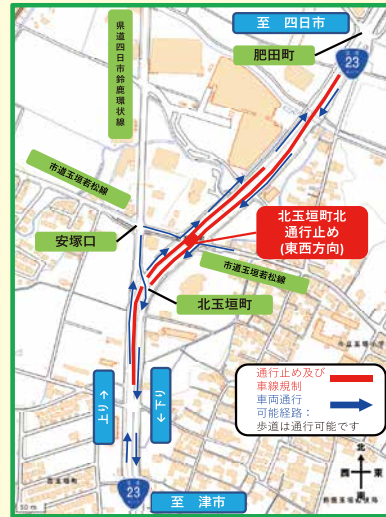 至 四日市
肥田町
国道
23
県道四日市鈴鹿環状線
市道玉垣若松線
安塚口
北玉垣町北
通行止め
(東西方向)
市道玉垣若松線
北玉垣町
通行止め及び
車線規制
車両通行
可能経路：
歩道は通行可能です
上り→
←下り
北
西 東
南
50 m
23
至 津市